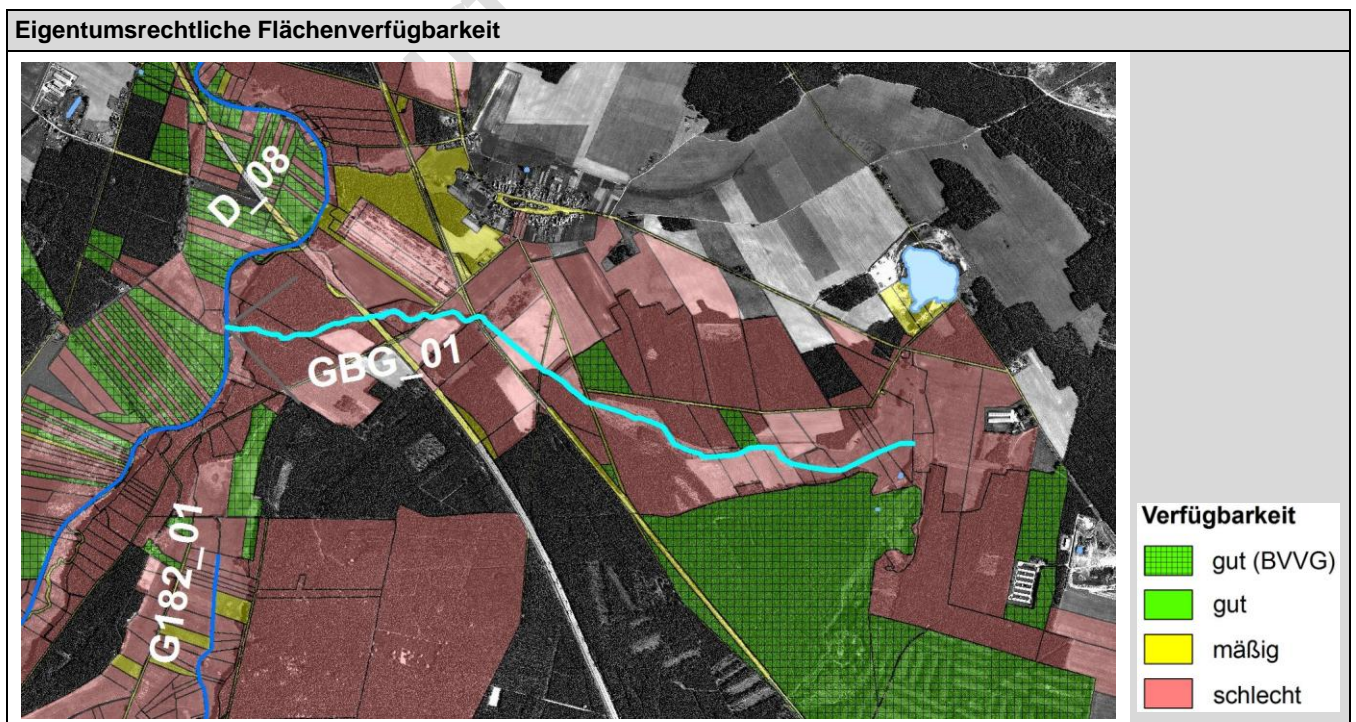 Eigentumsrechtliche Flächenverfügbarkeit
D_08
GBG_01
G182_01
Verfügbarkeit
gut (BVVG)
gut
mäßig
schlecht